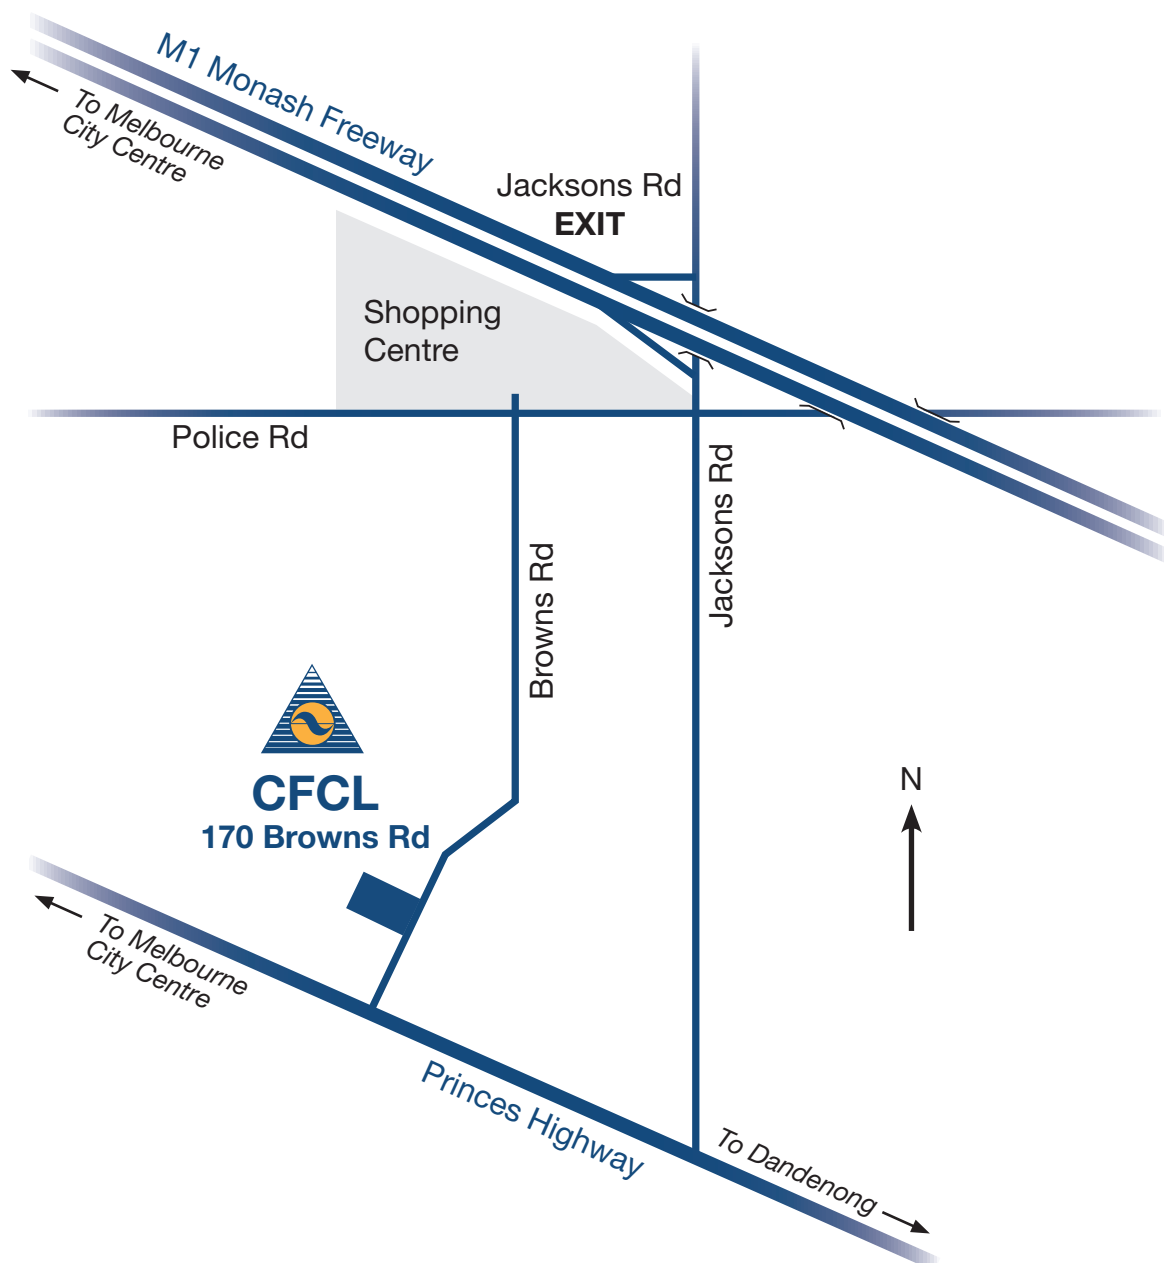 M1 Monash Freeway
To Melbourne
City Centre
Jacksons Rd
EXIT
Shopping
Centre
Police Rd
Jacksons Rd
Browns Rd
CFCL
170 Browns Rd
N
To Melbourne
City Centre
Princes Highway
To Dandenong